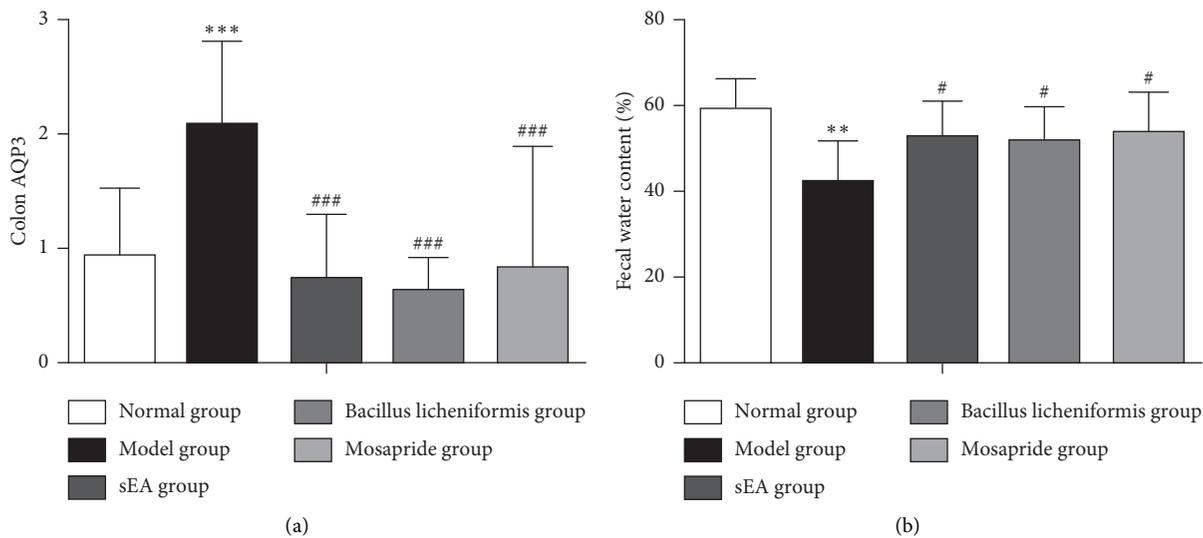 3
2
1
0
Colon AQP3
***
###
###
###
Normal group
Model group
sEA group
Bacillus licheniformis group
Mosapride group
(a)
80
60
40
20
0
Fecal water content (%)
**
#
#
#
Normal group
Model group
sEA group
Bacillus licheniformis group
Mosapride group
(b)